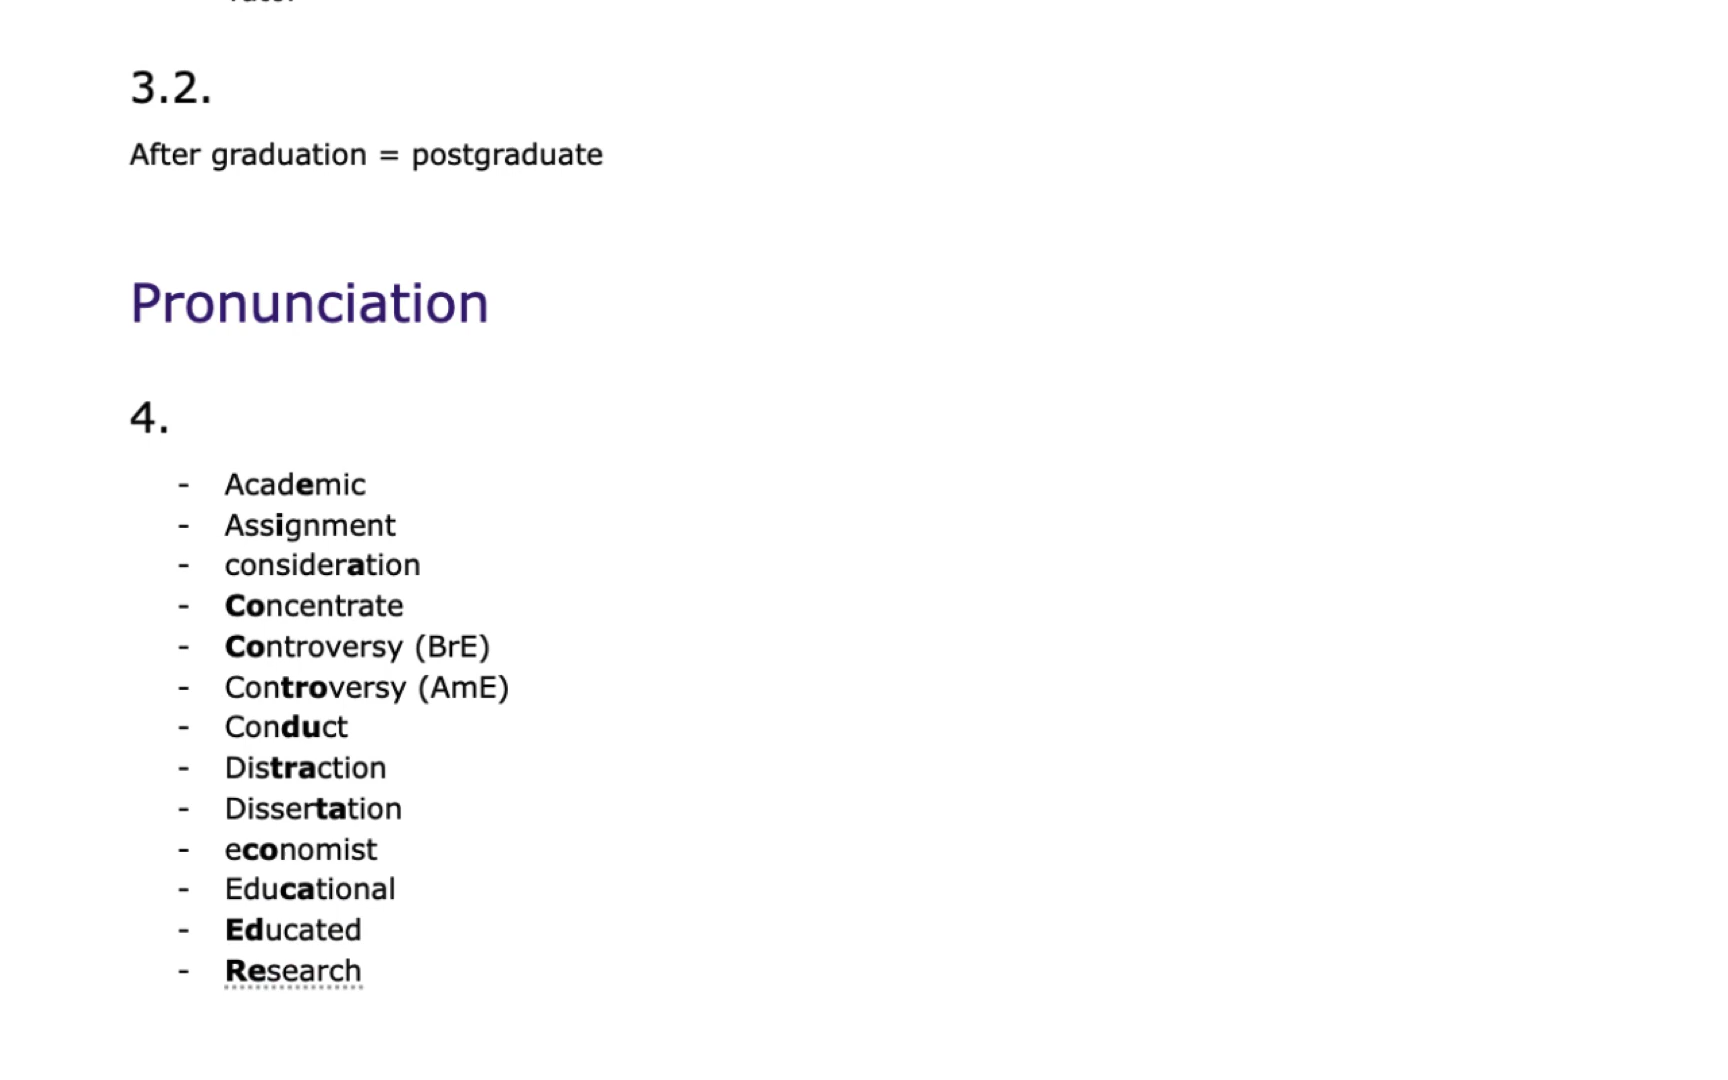 3.2.
After graduation = postgraduate
Pronunciation
4.
- Academic
- Assignment
- consideration
- Concentrate
- Controversy (BrE)
- Controversy (AmE)
- Conduct
- Distraction
- Dissertation
- economist
- Educational
- Educated
- Research